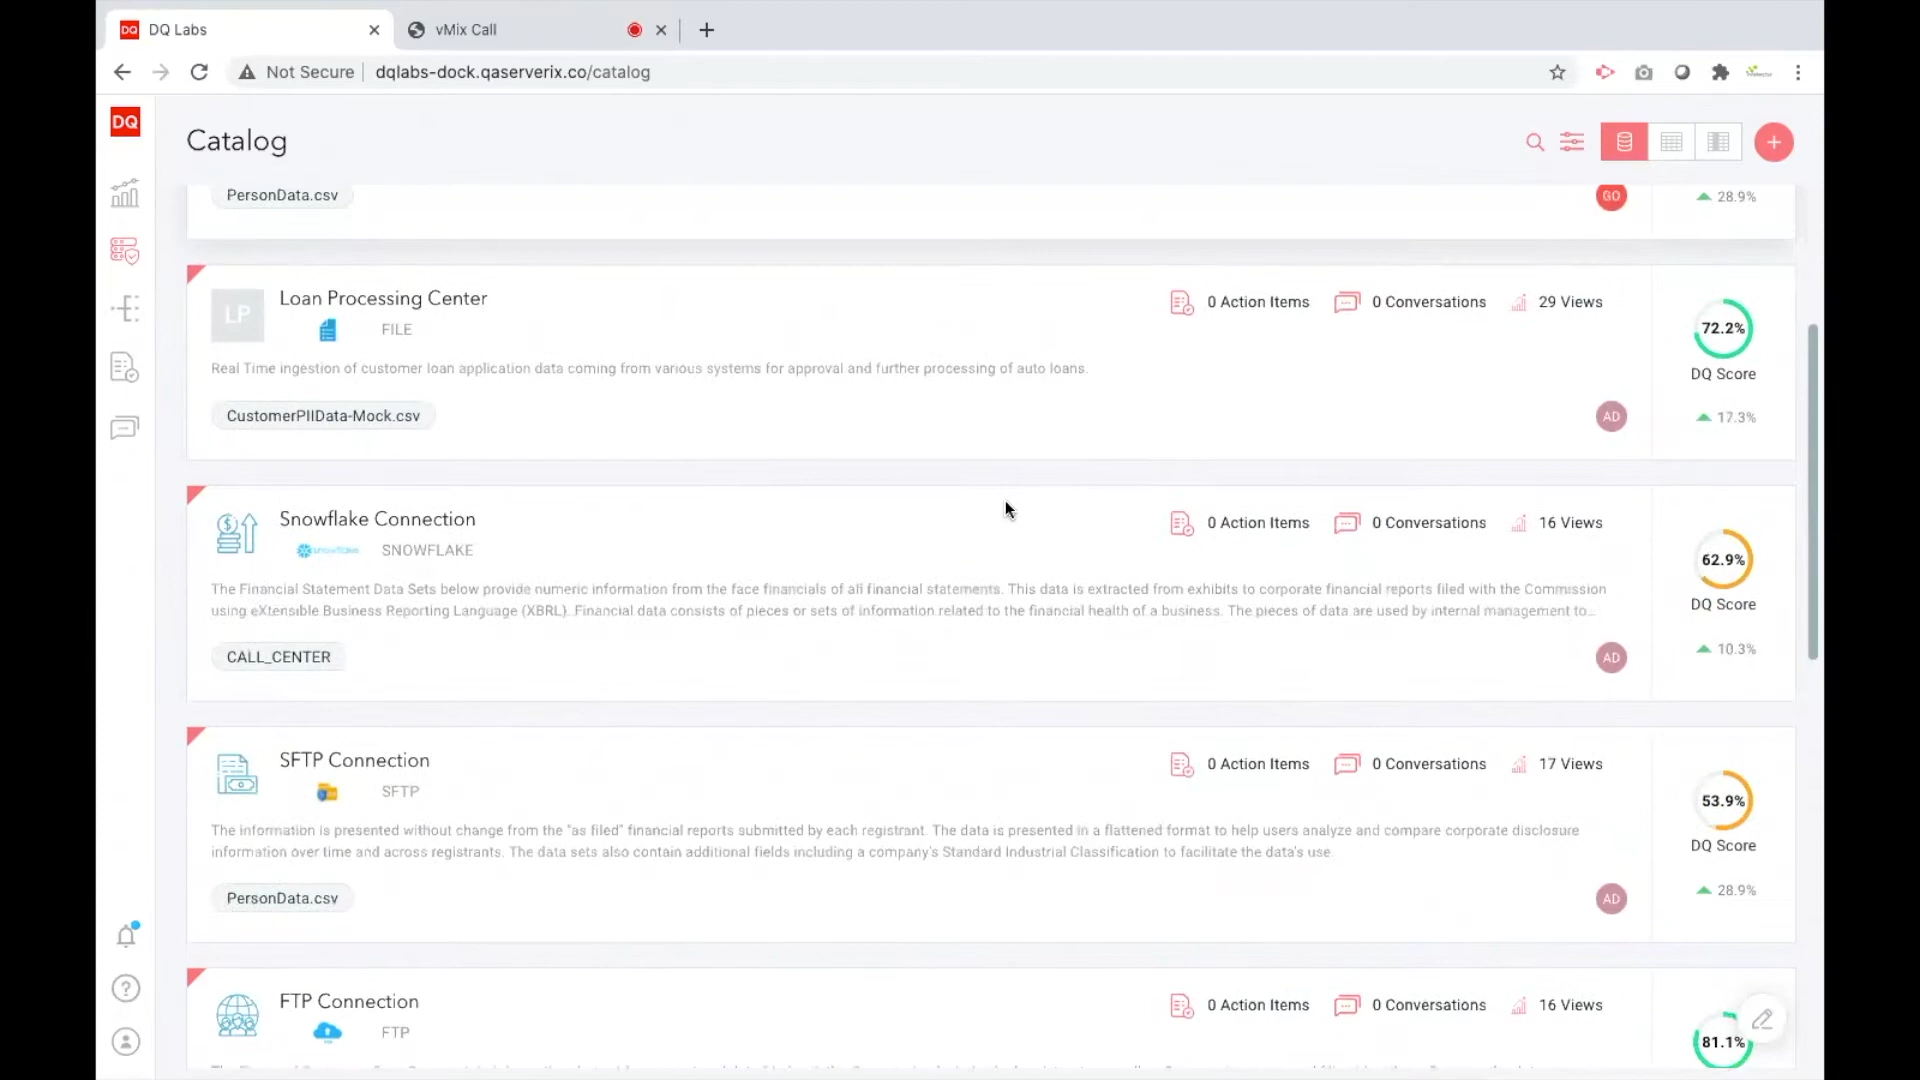 DQ DQ Labs
vMix Call
Not Secure dqlabs-dock.qaserverix.co/catalog
DQ
Catalog
PersonData.csv
GO
28.9%
LP
Loan Processing Center
FILE
0 Action Items
0 Conversations
29 Views
72.2%
DQ Score
Real Time ingestion of customer loan application data coming from various systems for approval and further processing of auto loans.
CustomerPIIData-Mock.csv
AD
17.3%
Snowflake Connection
snowflake SNOWFLAKE
0 Action Items
0 Conversations
16 Views
62.9%
DQ Score
The Financial Statement Data Sets below provide numeric information from the face financials of all financial statements. This data is extracted from exhibits to corporate financial reports filed with the Commission
using eXtensible Business Reporting Language (XBRL). Financial data consists of pieces or sets of information related to the financial health of a business. The pieces of data are used by internal management to...
CALL_CENTER
AD
10.3%
SFTP Connection
SFTP
0 Action Items
0 Conversations
17 Views
53.9%
DQ Score
The information is presented without change from the "as filed" financial reports submitted by each registrant. The data is presented in a flattened format to help users analyze and compare corporate disclosure
information over time and across registrants. The data sets also contain additional fields including a company's Standard Industrial Classification to facilitate the data's use.
PersonData.csv
AD
28.9%
FTP Connection
FTP
0 Action Items
0 Conversations
16 Views
81.1%